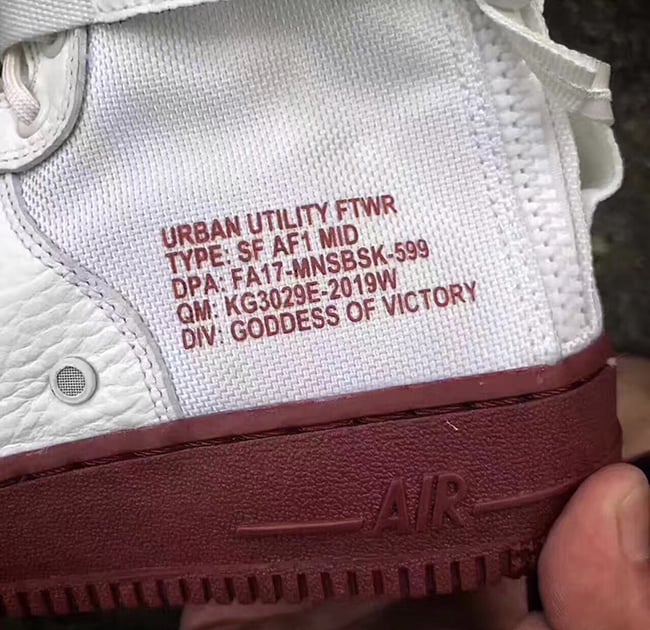 URBAN UTILITY FTWR
TYPE: SF AF1 MID
DPA: FA17-MNSBSK-599
QM: KG3029E-2019W
DIV: GODDESS OF VICTORY
AIR